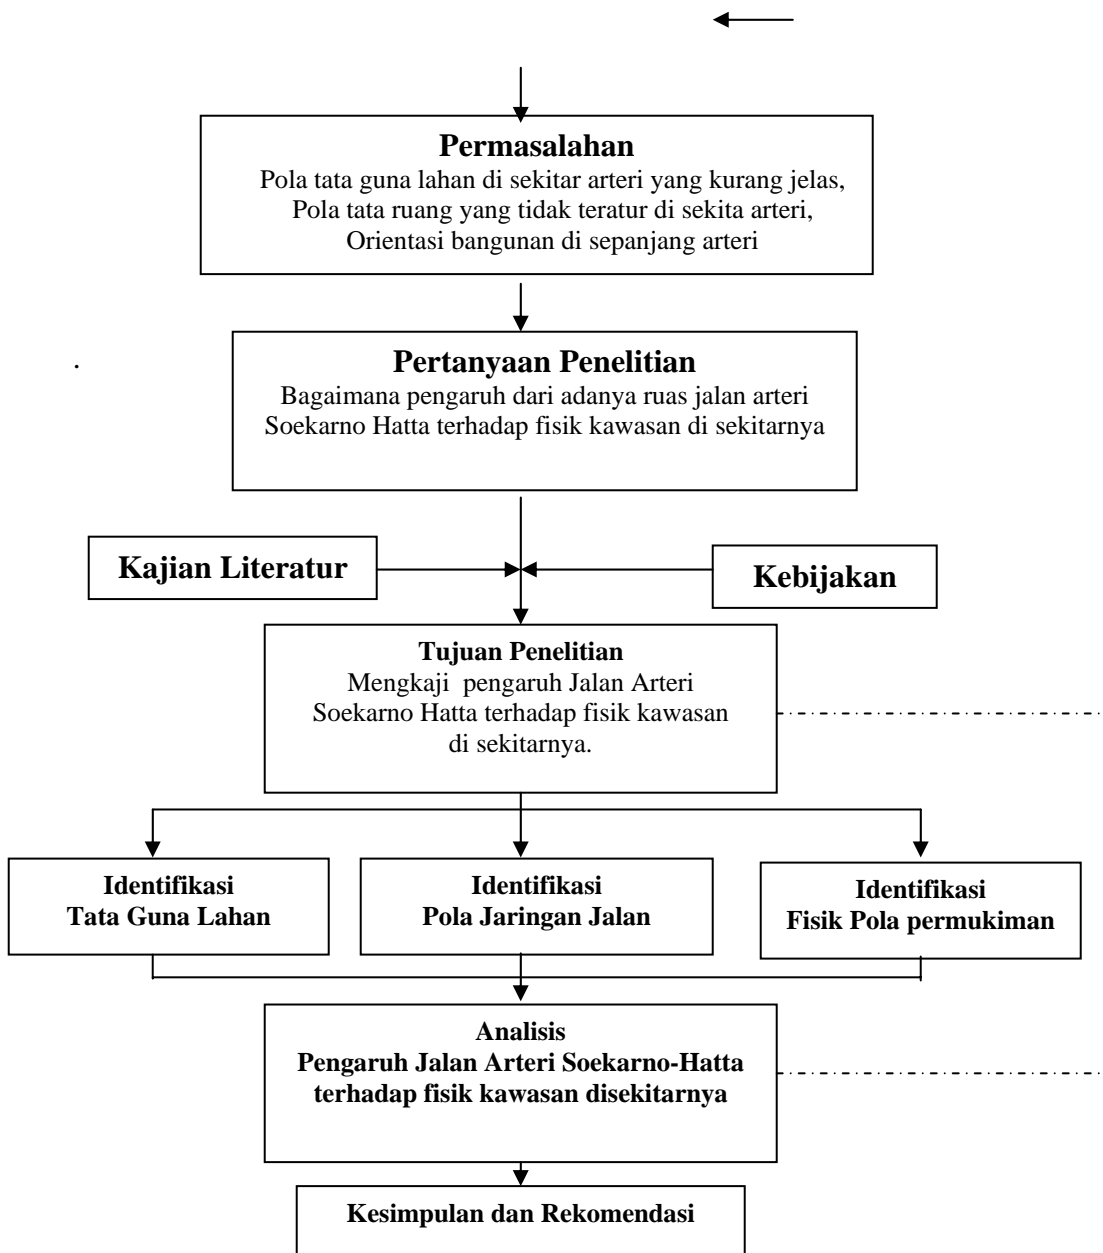 Permasalahan
Pola tata guna lahan di sekitar arteri yang kurang jelas,
Pola tata ruang yang tidak teratur di sekita arteri,
Orientasi bangunan di sepanjang arteri
Pertanyaan Penelitian
Bagaimana pengaruh dari adanya ruas jalan arteri
Soekarno Hatta terhadap fisik kawasan di sekitarnya
.
Kajian Literatur
Kebijakan
Tujuan Penelitian
Mengkaji pengaruh Jalan Arteri
Soekarno Hatta terhadap fisik kawasan
di sekitarnya.
Identifikasi
Tata Guna Lahan
Identifikasi
Pola Jaringan Jalan
Identifikasi
Fisik Pola permukiman
Analisis
Pengaruh Jalan Arteri Soekarno-Hatta
terhadap fisik kawasan disekitarnya
Kesimpulan dan Rekomendasi